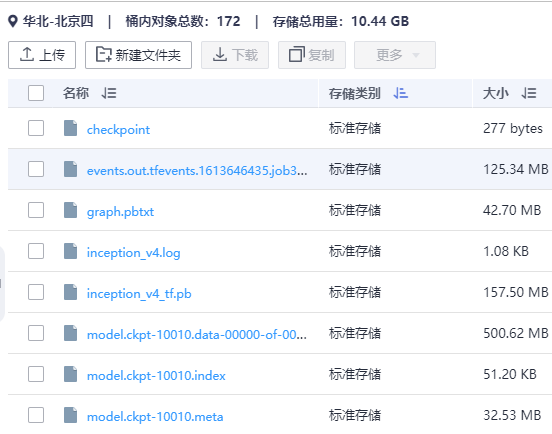 华北-北京四 | 桶内对象总数：172 | 存储总用量：10.44 GB
上传 新建文件夹 下载 复制 更多
名称 存储类别 大小
checkpoint 标准存储 277 bytes
events.out.tfevents.1613646435.job3... 标准存储 125.34 MB
graph.pbtxt 标准存储 42.70 MB
inception_v4.log 标准存储 1.08 KB
inception_v4_tf.pb 标准存储 157.50 MB
model.ckpt-10010.data-00000-of-00... 标准存储 500.62 MB
model.ckpt-10010.index 标准存储 51.20 KB
model.ckpt-10010.meta 标准存储 32.53 MB